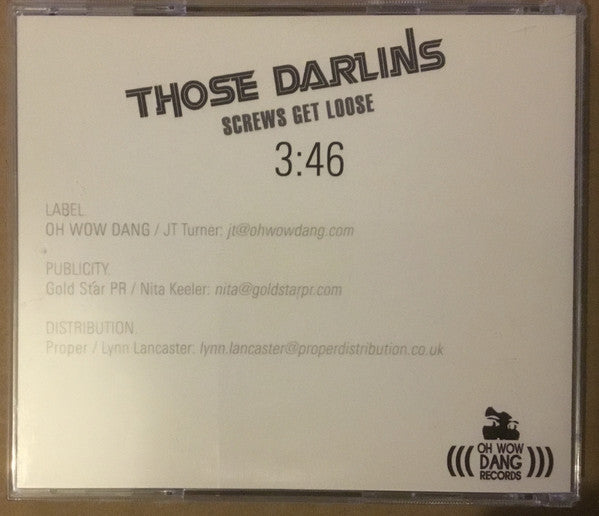 THOSE DARLINS
SCREWS GET LOOSE
3:46
LABEL.
OH WOW DANG / JT Turner: jt@ohwowdang.com
PUBLICITY.
Gold Star PR / Nita Keeler: nita@goldstarpr.com
DISTRIBUTION.
Proper / Lynn Lancaster: lynn.lancaster@properdistribution.co.uk
OH WOW
DANG
RECORDS